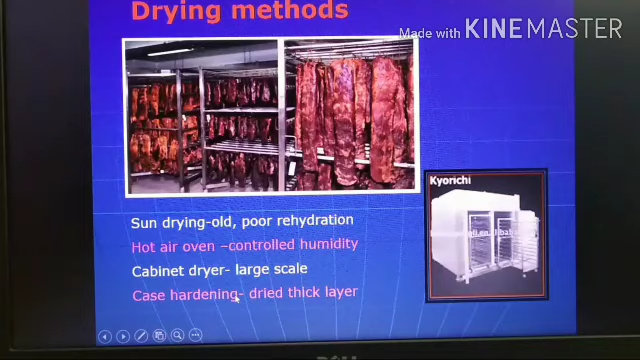 Drying methods
Made with KINEMASTER
Kyorichi
Sun drying-old, poor rehydration
Hot air oven –controlled humidity
Cabinet dryer- large scale
Case hardening- dried thick layer